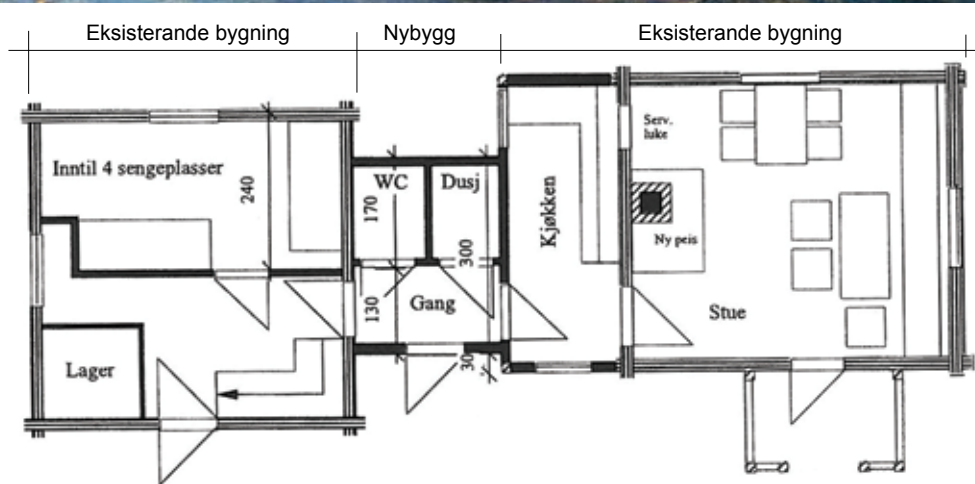 Eksisterande bygning
Nybygg
Eksisterande bygning
Inntil 4 sengeplasser
240
WC
170
Dusj
Kjøkken
Serv.
luke
Ny peis
300
130
Gang
30
Stue
Lager